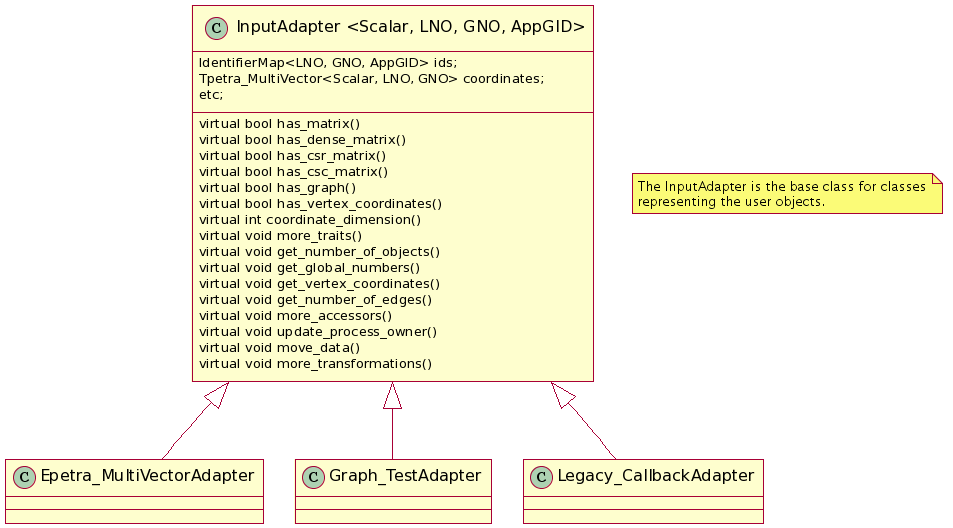 C InputAdapter <Scalar, LNO, GNO, AppGID>
IdentifierMap<LNO, GNO, AppGID> ids;
Tpetra_MultiVector<Scalar, LNO, GNO> coordinates;
etc;
virtual bool has_matrix()
virtual bool has_dense_matrix()
virtual bool has_csr_matrix()
virtual bool has_csc_matrix()
virtual bool has_graph()
virtual bool has_vertex_coordinates()
virtual int coordinate_dimension()
virtual void more_traits()
virtual void get_number_of_objects()
virtual void get_global_numbers()
virtual void get_vertex_coordinates()
virtual void get_number_of_edges()
virtual void more_accessors()
virtual void update_process_owner()
virtual void move_data()
virtual void more_transformations()
The InputAdapter is the base class for classes
representing the user objects.
C Epetra_MultiVectorAdapter
C Graph_TestAdapter
C Legacy_CallbackAdapter